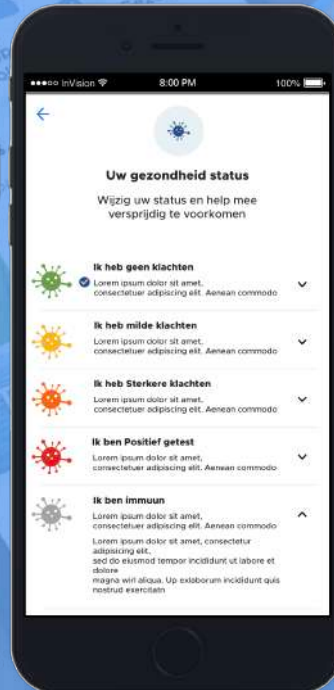 InVision
8:00 PM
100%
Uw gezondheid status
Wijzig uw status en help mee
versprijdig te voorkomen
Ik heb geen klachten
Lorem ipsum dolor sit amet,
consectetuer adipiscing elit. Aenean commodo
Ik heb milde klachten
Lorem ipsum dolor sit amet,
consectetuer adipiscing elit. Aenean commodo
Ik heb Sterkere klachten
Lorem ipsum dolor sit amet,
consectetuer adipiscing elit. Aenean commodo
Ik ben Positief getest
Lorem ipsum dolor sit amet,
consectetuer adipiscing elit. Aenean commodo
Ik ben immuun
Lorem ipsum dolor sit amet,
consectetuer adipiscing elit. Aenean commodo
Lorem ipsum dolor sit amet, consectetur
adipisicing elit,
sed do eiusmod tempor incididunt ut labore et
dolore
magna wirl aliqua. Up exlaborum incididunt quis
nostrud exercitatn